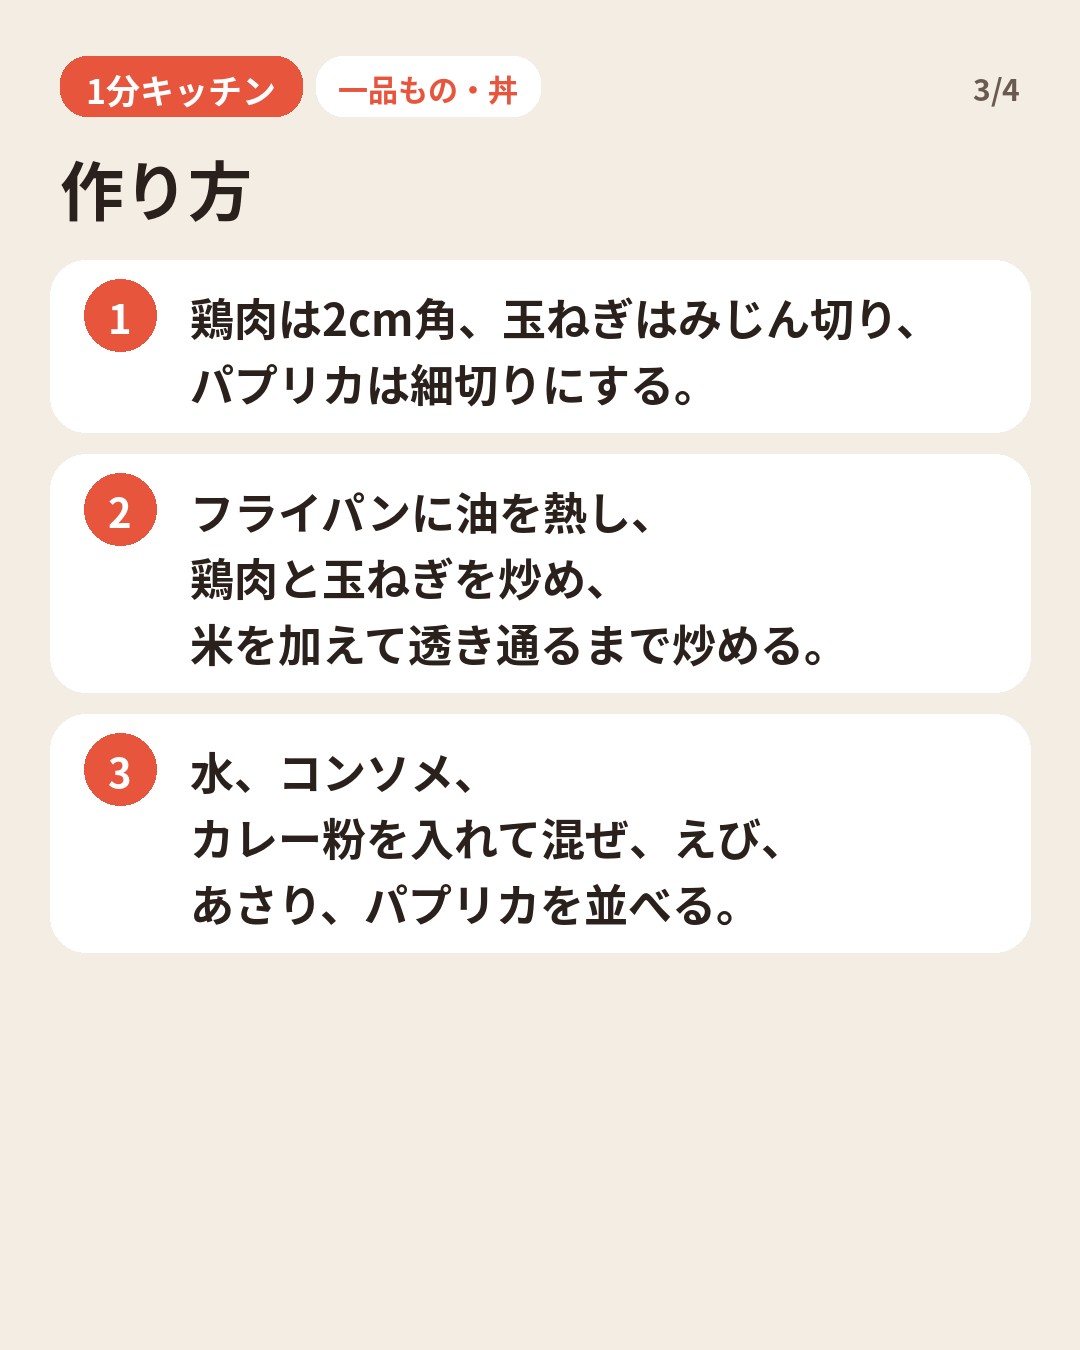 1分キッチン
一品もの・丼
3/4
作り方
1
鶏肉は2cm角、玉ねぎはみじん切り、
パプリカは細切りにする。
2
フライパンに油を熱し、
鶏肉と玉ねぎを炒め、
米を加えて透き通るまで炒める。
3
水、コンソメ、
カレー粉を入れて混ぜ、えび、
あさり、パプリカを並べる。